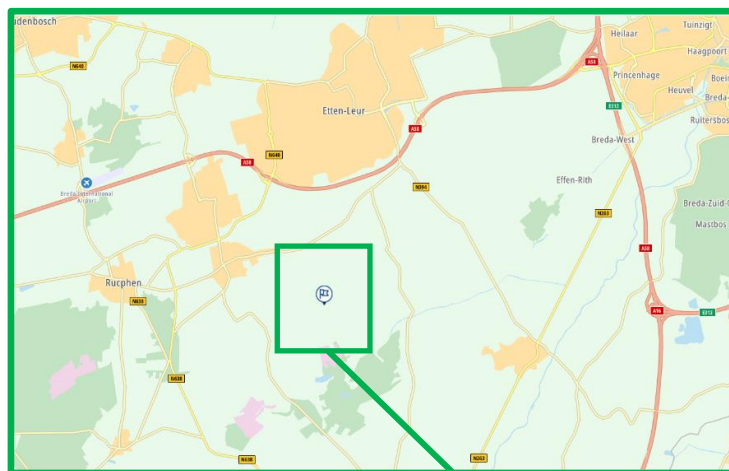 udenbosch
Tuinzigt
Heilaar
Haagpoort
A58
N640
Princenhage
Boei
Heuvel
E312
Breda-
Etten-Leur
Ruitersbos
A58
Breda-West
N640
A58
Effen-Rith
N394
Breda International
Airport
Breda-Zuid-O
N263
Mastbos
A58
Rucphen
N638
A16
E312
N638
N638
N263